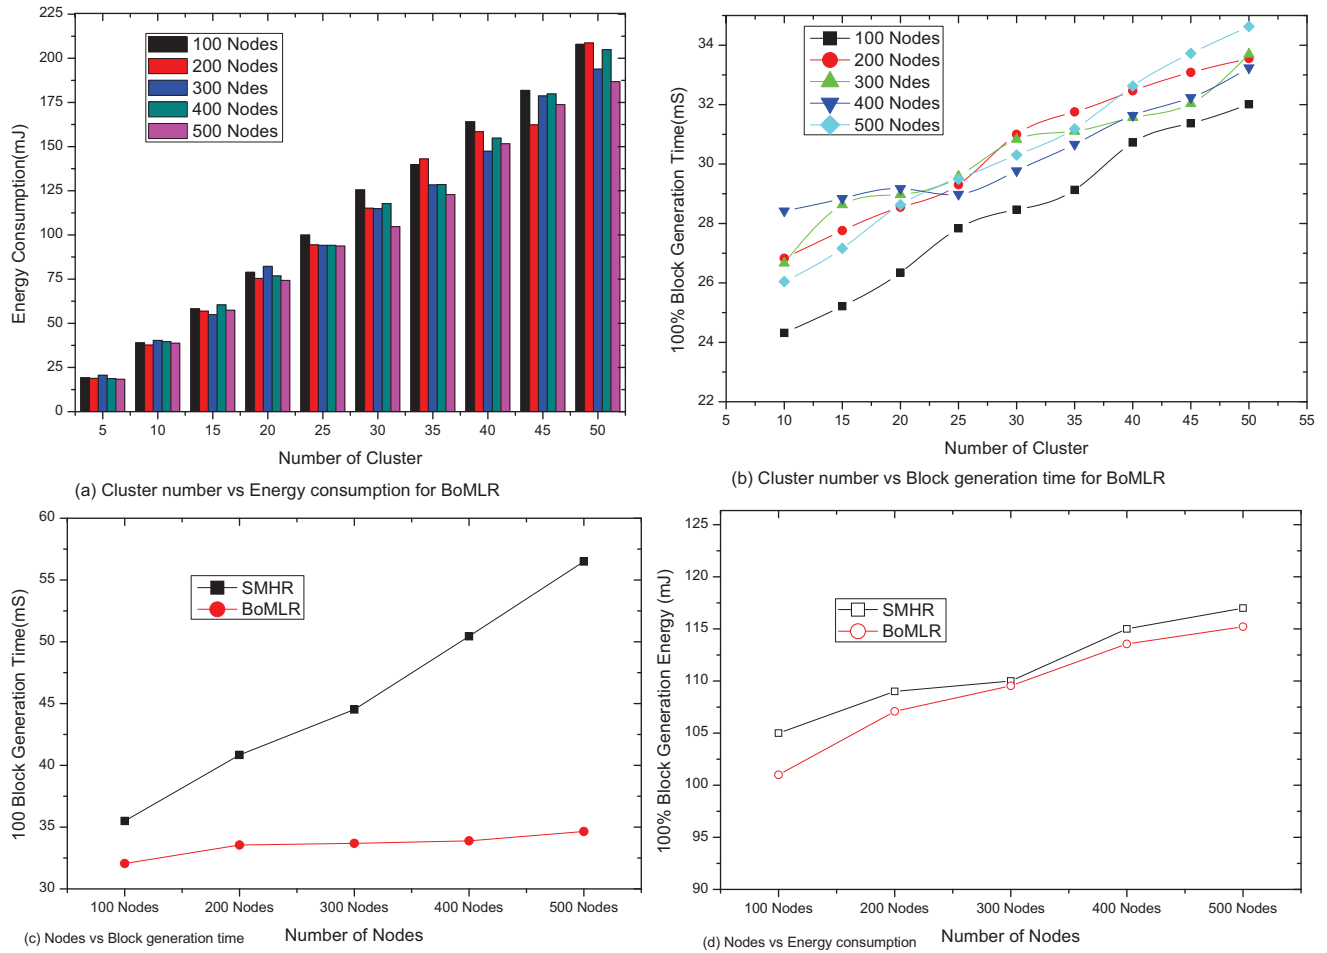 225
200
175
150
125
100
75
50
25
0
Energy Consumption(mJ)
100 Nodes
200 Nodes
300 Ndes
400 Nodes
500 Nodes
5 10 15 20 25 30 35 40 45 50
Number of Cluster
(a) Cluster number vs Energy consumption for BoMLR
34
32
30
28
26
24
22
100% Block Generation Time(mS)
100 Nodes
200 Nodes
300 Ndes
400 Nodes
500 Nodes
5 10 15 20 25 30 35 40 45 50 55
Number of Cluster
(b) Cluster number vs Block generation time for BoMLR
60
55
50
45
40
35
30
100 Block Generation Time(mS)
SMHR
BoMLR
100 Nodes 200 Nodes 300 Nodes 400 Nodes 500 Nodes
Number of Nodes
(c) Nodes vs Block generation time
125
120
115
110
105
100
95
90
100% Block Generation Energy (mJ)
SMHR
BoMLR
100 Nodes 200 Nodes 300 Nodes 400 Nodes 500 Nodes
Number of Nodes
(d) Nodes vs Energy consumption